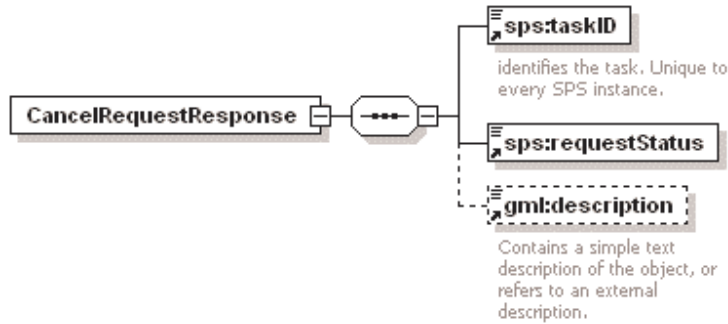 sps:taskID
identifies the task. Unique to
every SPS instance.
CancelRequestResponse
sps:requestStatus
gml:description
Contains a simple text
description of the object, or
refers to an external
description.